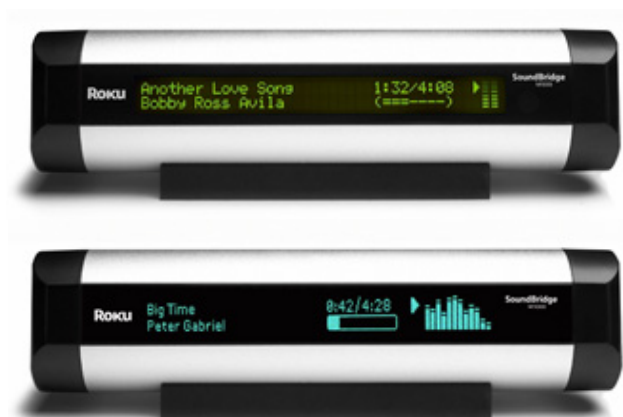 Roku
Another Love Song 1:32/4:08
Bobby Ross Avila (===----)
SoundBridge
Roku
Big Time 0:42/4:28
Peter Gabriel
SoundBridge